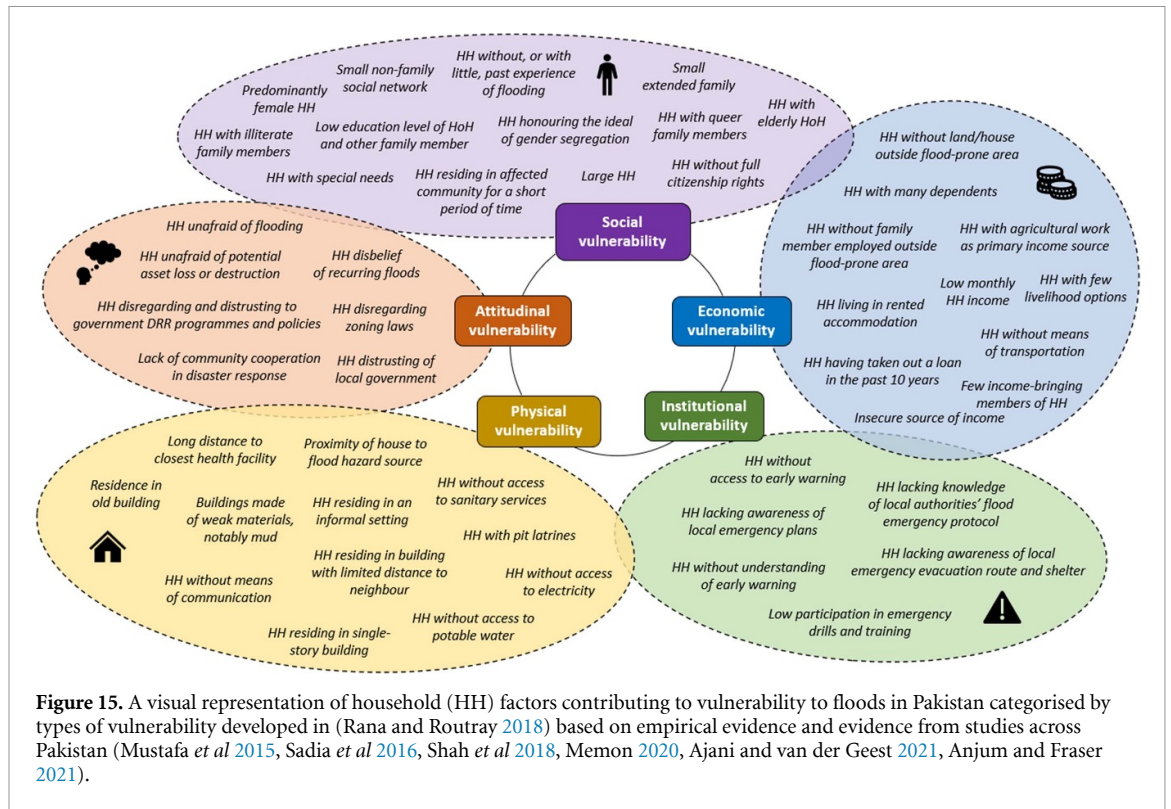 HH without, or with
little, past experience
of flooding
Small non-family
social network
Small
extended family
Predominantly
female HH
HH with
elderly HoH
HH with illiterate
family members
Low education level of HoH
and other family member
HH honouring the ideal
of gender segregation
HH with queer
family members
HH with special needs
HH residing in affected
community for a short
period of time
Large HH
HH without full
citizenship rights
Social
vulnerability
HH without land/house
outside flood-prone area
HH with many dependents
HH without family
member employed outside
flood-prone area
HH with agricultural work
as primary income source
Low monthly
HH income
HH with few
livelihood options
HH living in rented
accommodation
HH without means
of transportation
HH having taken out a loan
in the past 10 years
Few income-bringing
members of HH
Insecure source of income
Economic
vulnerability
HH unafraid of flooding
HH unafraid of potential
asset loss or destruction
HH disbelief
of recurring floods
HH disregarding and distrusting to
government DRR programmes and policies
HH disregarding
zoning laws
Lack of community cooperation
in disaster response
HH distrusting of
local government
Attitudinal
vulnerability
Physical
vulnerability
Institutional
vulnerability
Long distance to
closest health facility
Proximity of house to
flood hazard source
Residence in
old building
Buildings made
of weak materials,
notably mud
HH residing in an
informal setting
HH without access
to sanitary services
HH with pit latrines
HH without means
of communication
HH residing in building
with limited distance to
neighbour
HH without access
to electricity
HH residing in single-
story building
HH without access to
potable water
HH without
access to early warning
HH lacking knowledge
of local authorities’ flood
emergency protocol
HH lacking awareness of
local emergency plans
HH without understanding
of early warning
HH lacking awareness of local
emergency evacuation route and shelter
Low participation in emergency
drills and training
Figure 15. A visual representation of household (HH) factors contributing to vulnerability to floods in Pakistan categorised by
types of vulnerability developed in (Rana and Routray 2018) based on empirical evidence and evidence from studies across
Pakistan (Mustafa et al 2015, Sadia et al 2016, Shah et al 2018, Memon 2020, Ajani and van der Geest 2021, Anjum and Fraser
2021).